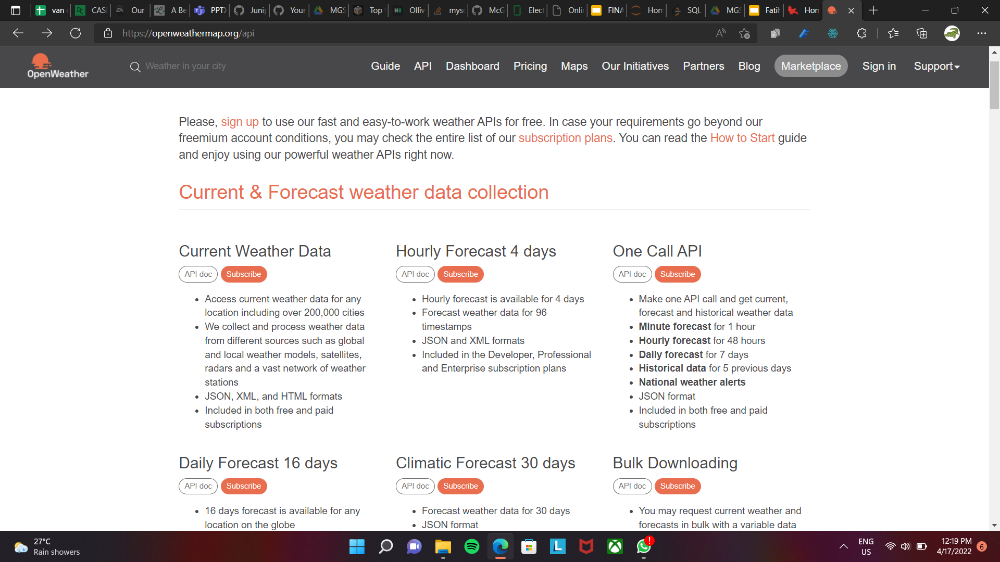 van
CASI
Our
A Be
PPTX
Juni
Your
MGS
Top
Olliv
myso
McG
Elect
Onli
FINA
Hom
SQL
MGS
Fatih
Hom
https://openweathermap.org/api
OpenWeather
Weather in your city
Guide API Dashboard Pricing Maps Our Initiatives Partners Blog Marketplace Sign in Support
Please, sign up to use our fast and easy-to-work weather APIs for free. In case your requirements go beyond our
freemium account conditions, you may check the entire list of our subscription plans. You can read the How to Start guide
and enjoy using our powerful weather APIs right now.
Current & Forecast weather data collection
Current Weather Data
API doc Subscribe
• Access current weather data for any
location including over 200,000 cities
• We collect and process weather data
from different sources such as global
and local weather models, satellites,
radars and a vast network of weather
stations
• JSON, XML, and HTML formats
• Included in both free and paid
subscriptions
Hourly Forecast 4 days
API doc Subscribe
• Hourly forecast is available for 4 days
• Forecast weather data for 96
timestamps
• JSON and XML formats
• Included in the Developer, Professional
and Enterprise subscription plans
One Call API
API doc Subscribe
• Make one API call and get current,
forecast and historical weather data
• Minute forecast for 1 hour
• Hourly forecast for 48 hours
• Daily forecast for 7 days
• Historical data for 5 previous days
• National weather alerts
• JSON format
• Included in both free and paid
subscriptions
Daily Forecast 16 days
API doc Subscribe
• 16 days forecast is available for any
location on the globe
Climatic Forecast 30 days
API doc Subscribe
• Forecast weather data for 30 days
• JSON format
Bulk Downloading
API doc Subscribe
• You may request current weather and
forecasts in bulk with a variable data
27°C
Rain showers
ENG
US
12:19 PM
4/17/2022
6